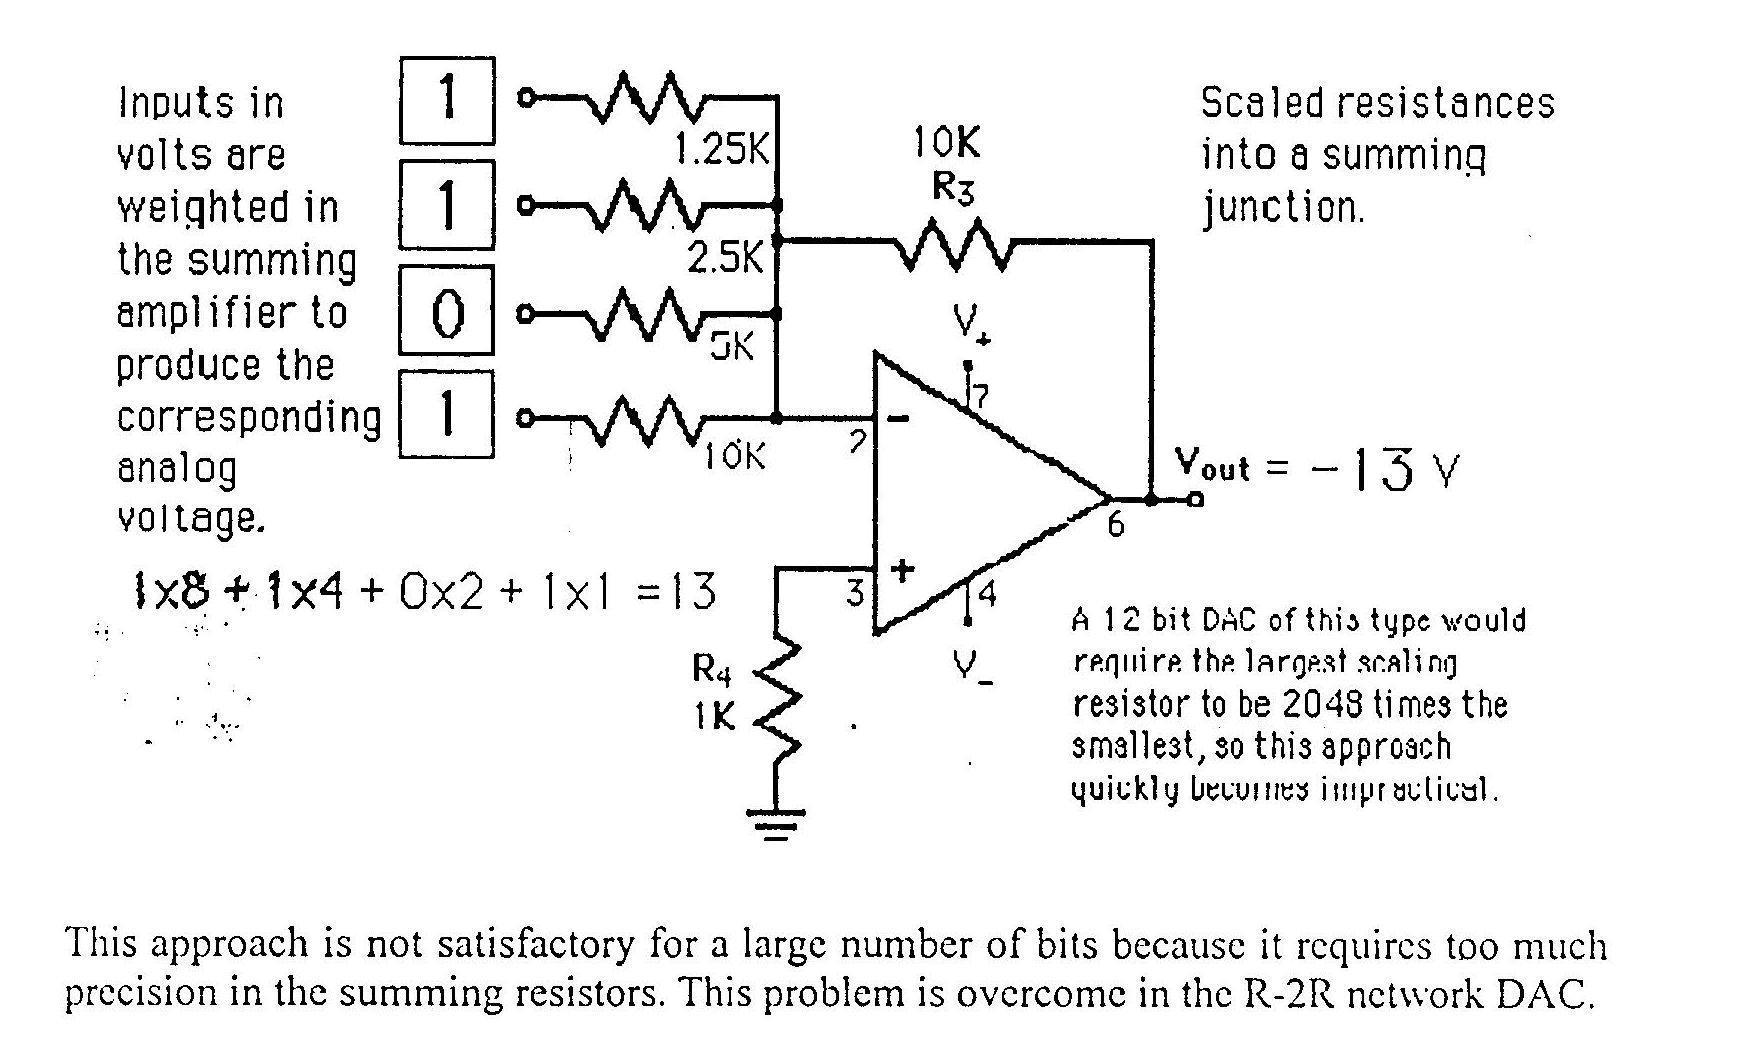 Inputs in
volts are
weighted in
the summing
amplifier to
produce the
corresponding
analog
voltage.
1
1
0
1
1.25K
2.5K
5K
10K
10K
R3
Scaled resistances
into a summing
junction.
V+
7
2
-
+
3
6
4
V-
Vout = -13 V
1x8 + 1x4 + 0x2 + 1x1 =13
R4
1K
A 12 bit DAC of this type would
require the largest scaling
resistor to be 2048 times the
smallest, so this approach
quickly becomes impractical.
This approach is not satisfactory for a large number of bits because it requires too much
precision in the summing resistors. This problem is overcome in the R-2R network DAC.